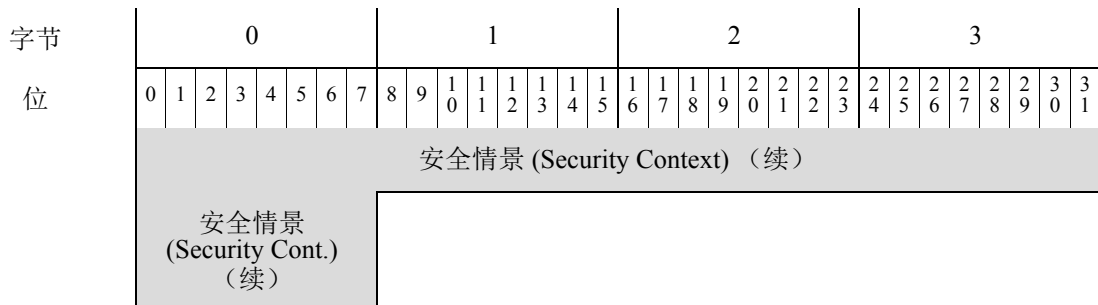 字节 0 1 2 3
位 0 1 2 3 4 5 6 7 8 9 10 11 12 13 14 15 16 17 18 19 20 21 22 23 24 25 26 27 28 29 30 31
安全情景 (Security Context) （续）
安全情景
(Security Cont.)
（续）